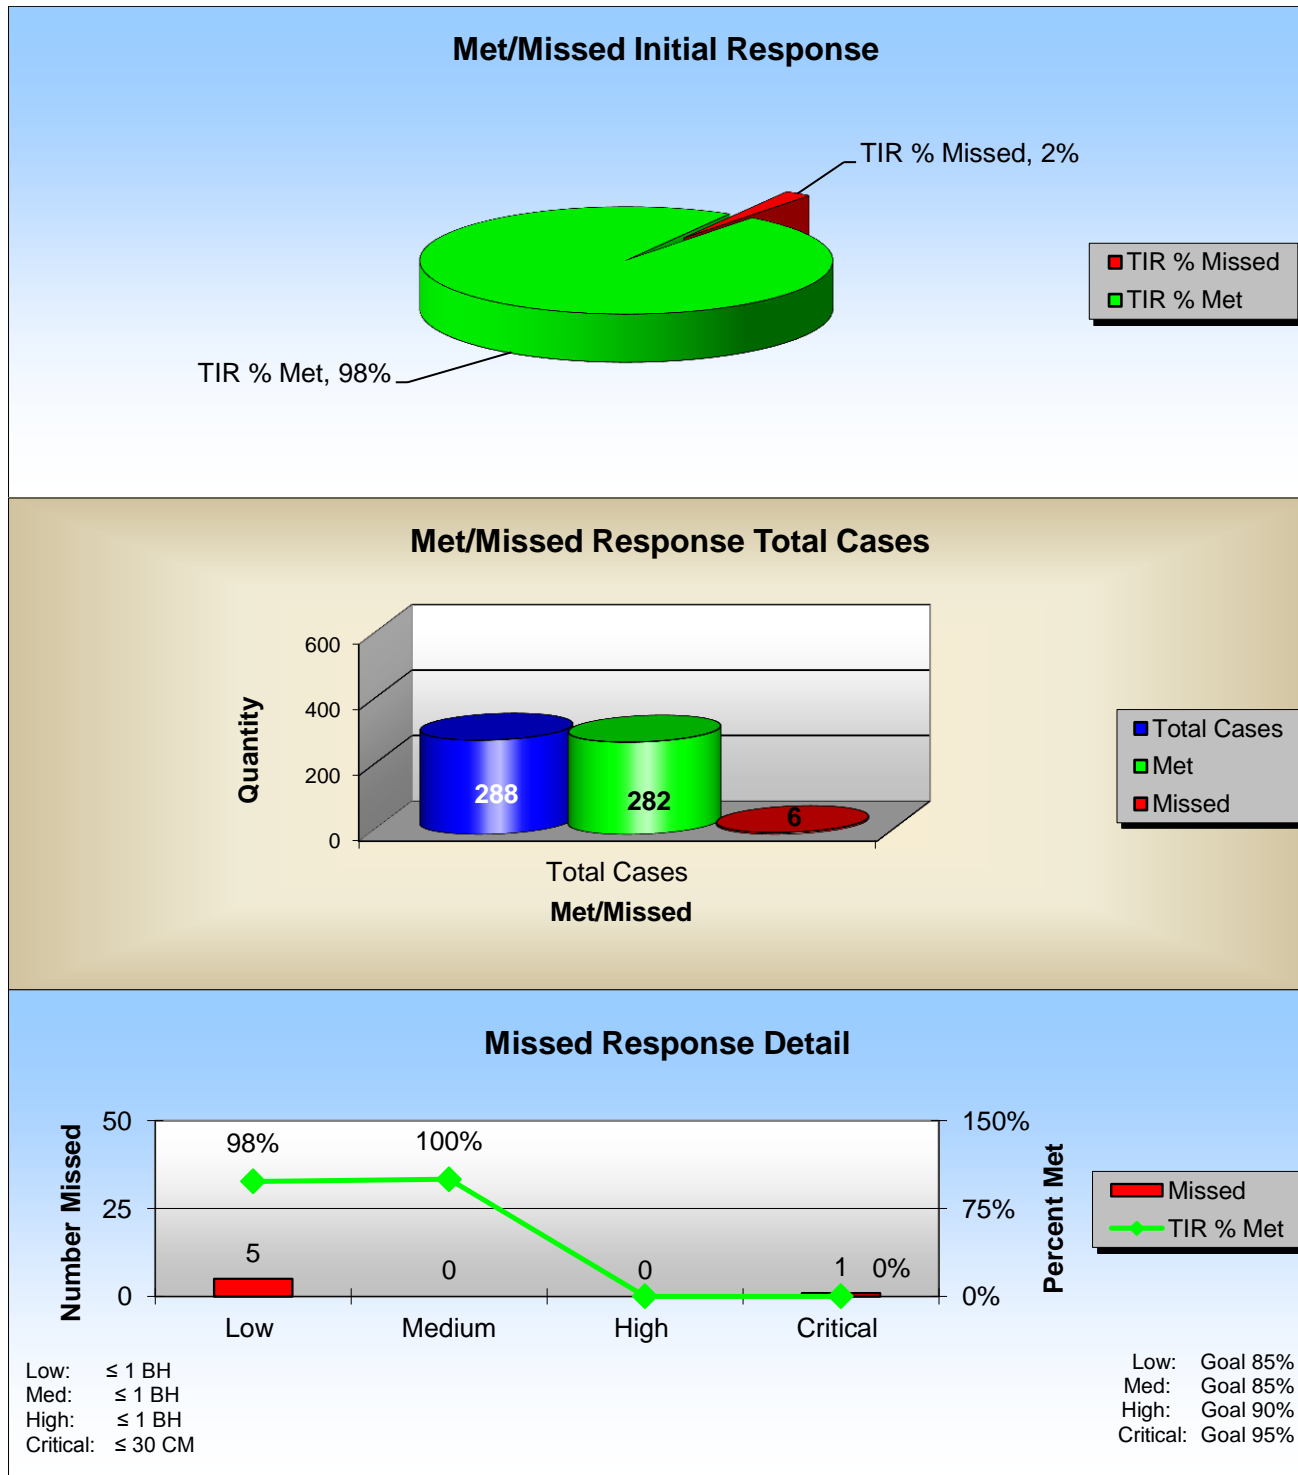 Met/Missed Initial Response
TIR % Missed, 2%
TIR % Missed
TIR % Met
TIR % Met, 98%
Met/Missed Response Total Cases
600
400
200
0
Quantity
288
282
6
Total Cases
Met/Missed
Total Cases
Met
Missed
Missed Response Detail
50
25
0
Number Missed
98%
100%
5
0
0
1
0%
150%
75%
0%
Percent Met
Low
Medium
High
Critical
Missed
TIR % Met
Low: ≤ 1 BH
Med: ≤ 1 BH
High: ≤ 1 BH
Critical: ≤ 30 CM
Low: Goal 85%
Med: Goal 85%
High: Goal 90%
Critical: Goal 95%